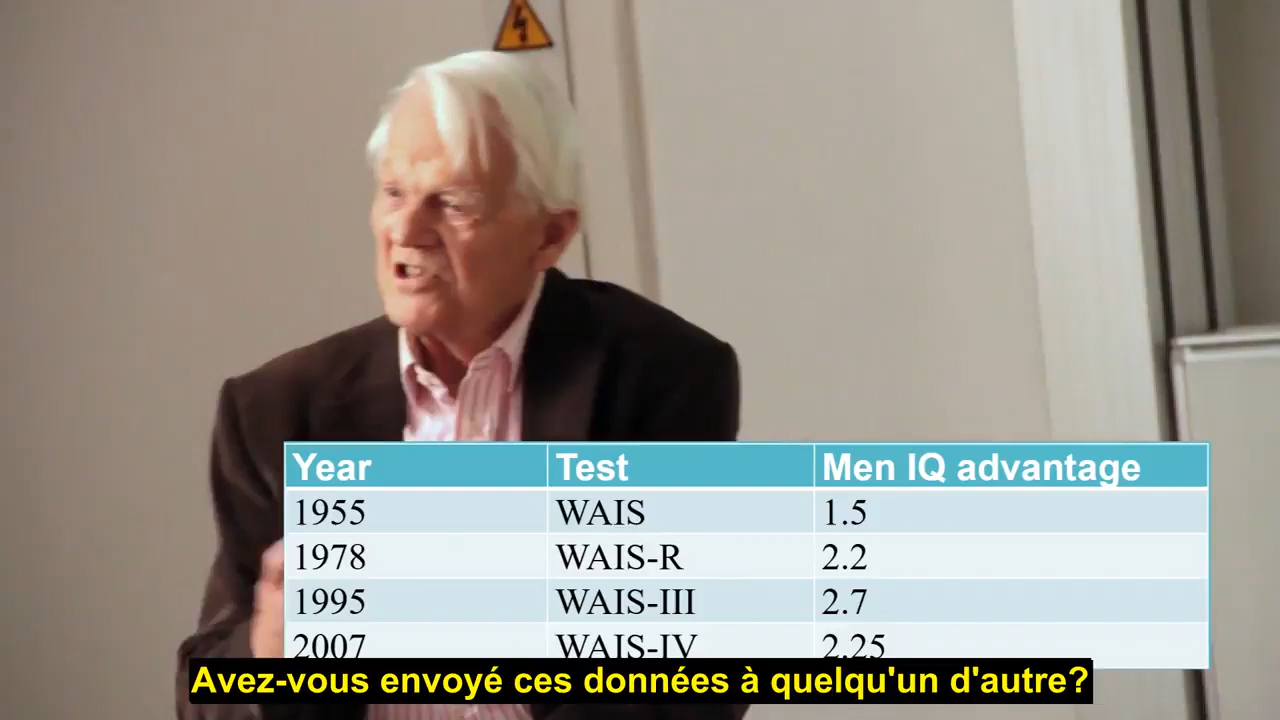 Year Test Men IQ advantage
1955 WAIS 1.5
1978 WAIS-R 2.2
1995 WAIS-III 2.7
2007 WAIS-IV 2.25
Avez-vous envoyé ces données à quelqu'un d'autre?